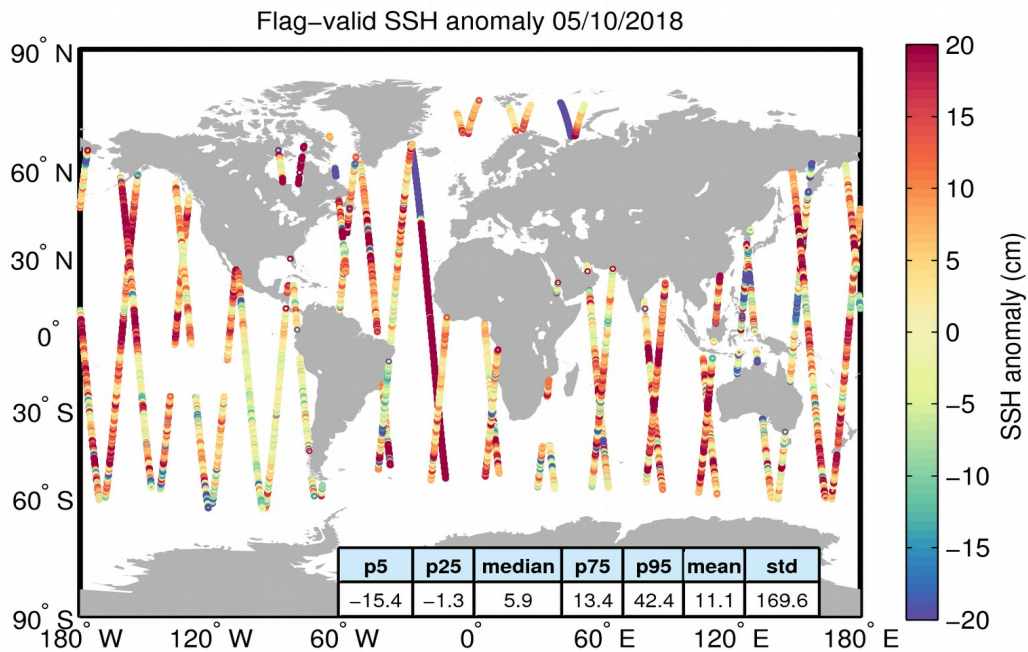 Flag−valid SSH anomaly 05/10/2018
90° N
60° N
30° N
0°
30° S
60° S
90° S
180° W
120° W
60° W
0°
60° E
120° E
180° E
20
15
10
5
0
−5
−10
−15
−20
SSH anomaly (cm)
p5 p25 median p75 p95 mean std
−15.4 −1.3 5.9 13.4 42.4 11.1 169.6